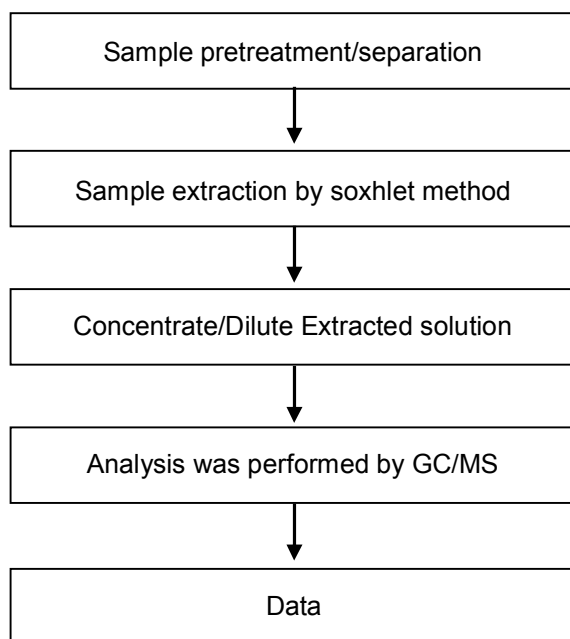 Sample pretreatment/separation
Sample extraction by soxhlet method
Concentrate/Dilute Extracted solution
Analysis was performed by GC/MS
Data